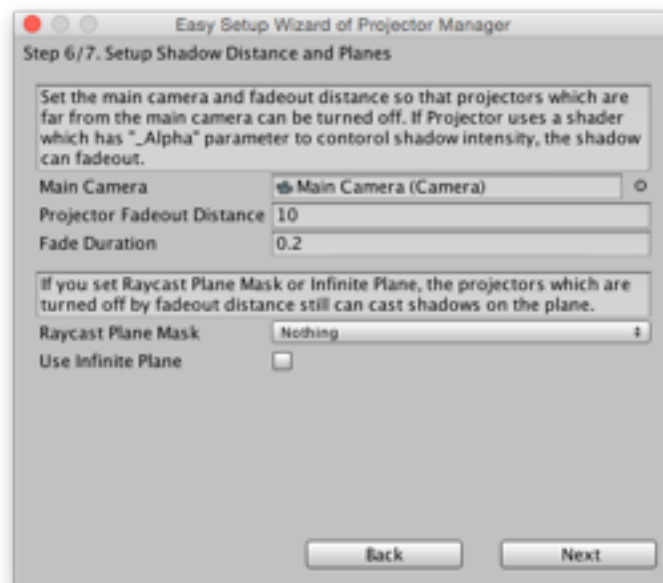 Easy Setup Wizard of Projector Manager
Step 6/7. Setup Shadow Distance and Planes
Set the main camera and fadeout distance so that projectors which are
far from the main camera can be turned off. If Projector uses a shader
which has "_Alpha" parameter to contorol shadow intensity, the shadow
can fadeout.
Main Camera Main Camera (Camera)
Projector Fadeout Distance 10
Fade Duration 0.2
If you set Raycast Plane Mask or Infinite Plane, the projectors which are
turned off by fadeout distance still can cast shadows on the plane.
Raycast Plane Mask Nothing
Use Infinite Plane
Back Next